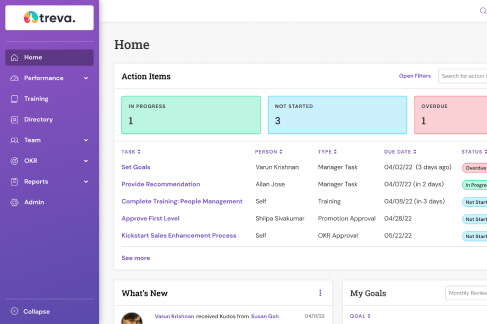 treva.
Home
Performance
Training
Directory
Team
OKR
Reports
Admin
Collapse
Home
Action Items
Open Filters
Search for action
IN PROGRESS
1
NOT STARTED
3
OVERDUE
1
TASK PERSON TYPE DUE DATE STATUS
Set Goals Varun Krishnan Manager Task 04/02/22 (3 days ago) Overdue
Provide Recommendation Allan Jose Manager Task 04/07/22 (in 2 days) In Progre
Complete Training: People Management Self Training 04/08/22 (in 3 days) Not Start
Approve First Level Shilpa Sivakumar Promotion Approval 04/28/22 Not Start
Kickstart Sales Enhancement Process Self OKR Approval 05/22/22 Not Start
See more
What's New
Varun Krishnan received Kudos from Susan Goh 04/11/22
My Goals
Monthly Review
GOAL